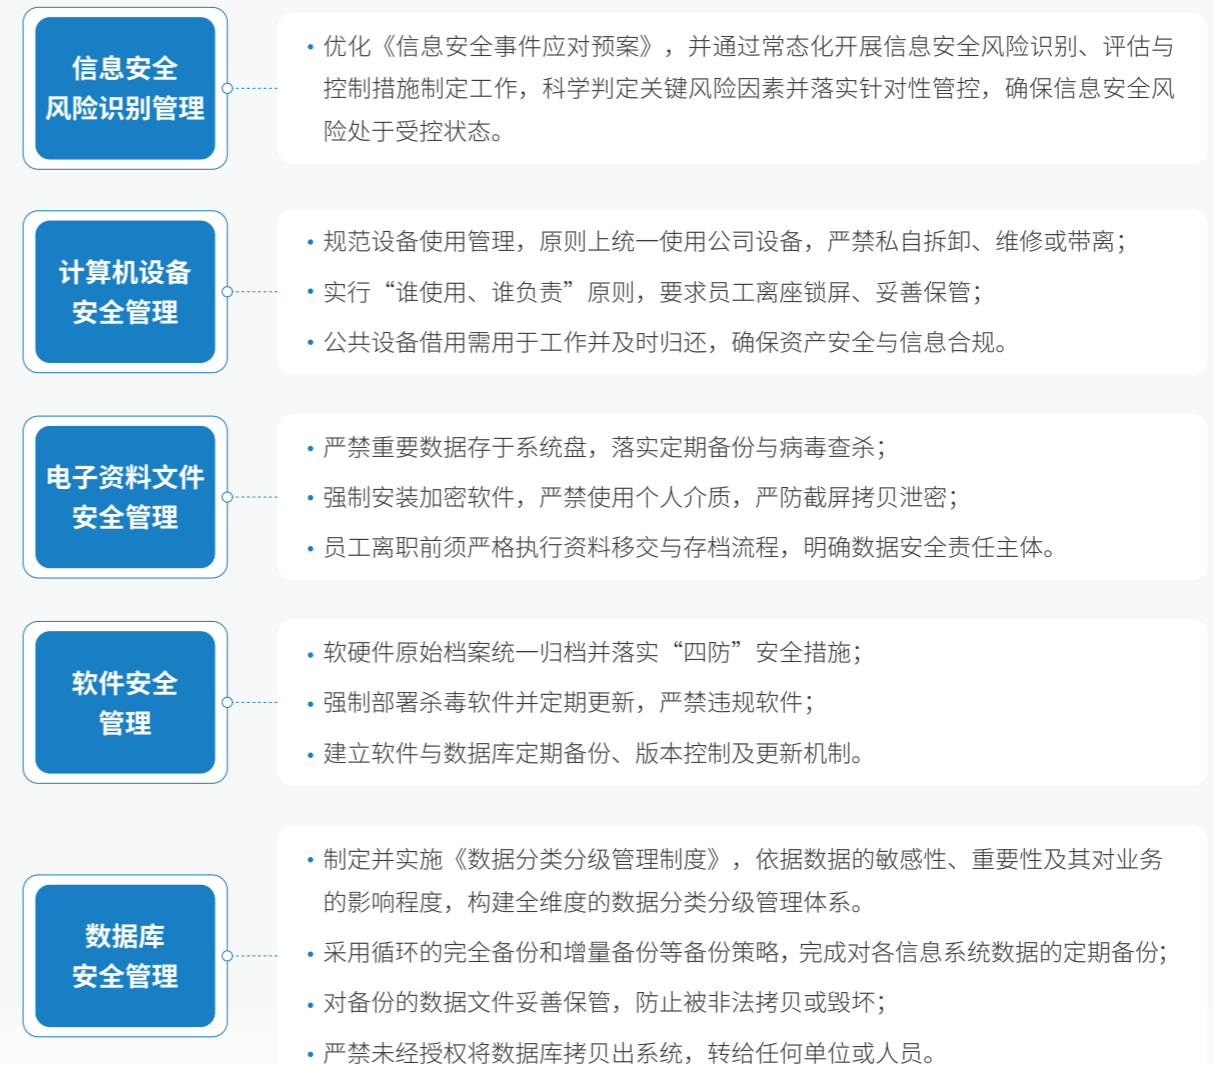 信息安全
风险识别管理
• 优化《信息安全事件应对预案》，并通过常态化开展信息安全风险识别、评估与
控制措施制定工作，科学判定关键风险因素并落实针对性管控，确保信息安全风
险处于受控状态。
计算机设备
安全管理
• 规范设备使用管理，原则上统一使用公司设备，严禁私自拆卸、维修或带离；
• 实行“谁使用、谁负责”原则，要求员工离座锁屏、妥善保管；
• 公共设备借用需用于工作并及时归还，确保资产安全与信息合规。
电子资料文件
安全管理
• 严禁重要数据存于系统盘，落实定期备份与病毒查杀；
• 强制安装加密软件，严禁使用个人介质，严防截屏拷贝泄密；
• 员工离职前须严格执行资料移交与存档流程，明确数据安全责任主体。
软件安全
管理
• 软硬件原始档案统一归档并落实“四防”安全措施；
• 强制部署杀毒软件并定期更新，严禁违规软件；
• 建立软件与数据库定期备份、版本控制及更新机制。
数据库
安全管理
• 制定并实施《数据分类分级管理制度》，依据数据的敏感性、重要性及其对业务
的影响程度，构建全维度的数据分类分级管理体系。
• 采用循环的完全备份和增量备份等备份策略，完成对各信息系统数据的定期备份；
• 对备份的数据文件妥善保管，防止被非法拷贝或毁坏；
• 严禁未经授权将数据库拷贝出系统，转给任何单位或人员。